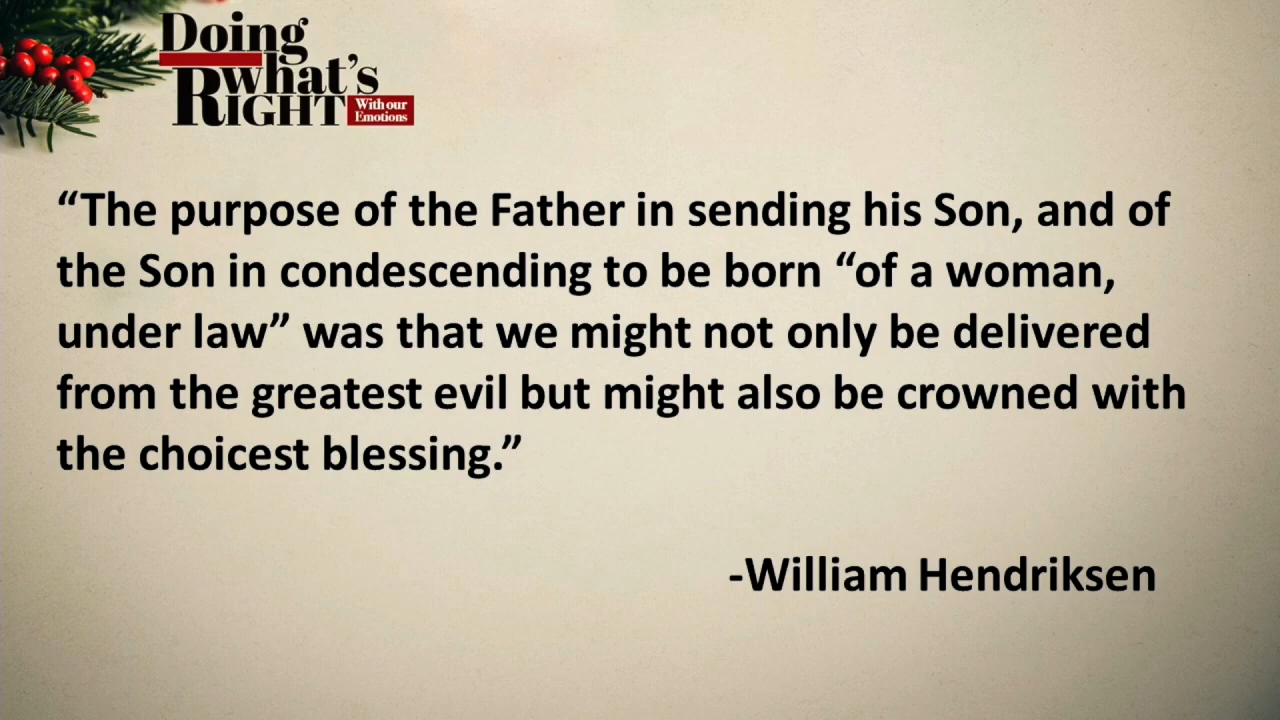 Doing
what's
RIGHT
With our
Emotions
“The purpose of the Father in sending his Son, and of
the Son in condescending to be born “of a woman,
under law” was that we might not only be delivered
from the greatest evil but might also be crowned with
the choicest blessing.”
-William Hendriksen